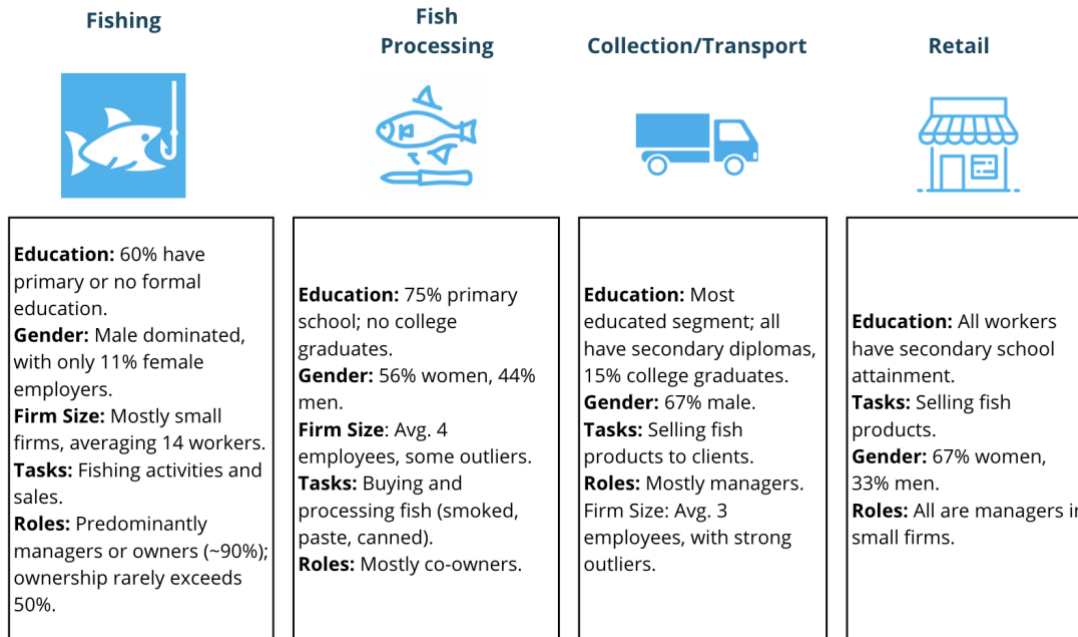 Fishing
Fish
Processing
Collection/Transport
Retail
Education: 60% have
primary or no formal
education.
Gender: Male dominated,
with only 11% female
employers.
Firm Size: Mostly small
firms, averaging 14 workers.
Tasks: Fishing activities and
sales.
Roles: Predominantly
managers or owners (~90%);
ownership rarely exceeds
50%.
Education: 75% primary
school; no college
graduates.
Gender: 56% women, 44%
men.
Firm Size: Avg. 4
employees, some outliers.
Tasks: Buying and
processing fish (smoked,
paste, canned).
Roles: Mostly co-owners.
Education: Most
educated segment; all
have secondary diplomas,
15% college graduates.
Gender: 67% male.
Tasks: Selling fish
products to clients.
Roles: Mostly managers.
Firm Size: Avg. 3
employees, with strong
outliers.
Education: All workers
have secondary school
attainment.
Tasks: Selling fish
products.
Gender: 67% women,
33% men.
Roles: All are managers in
small firms.